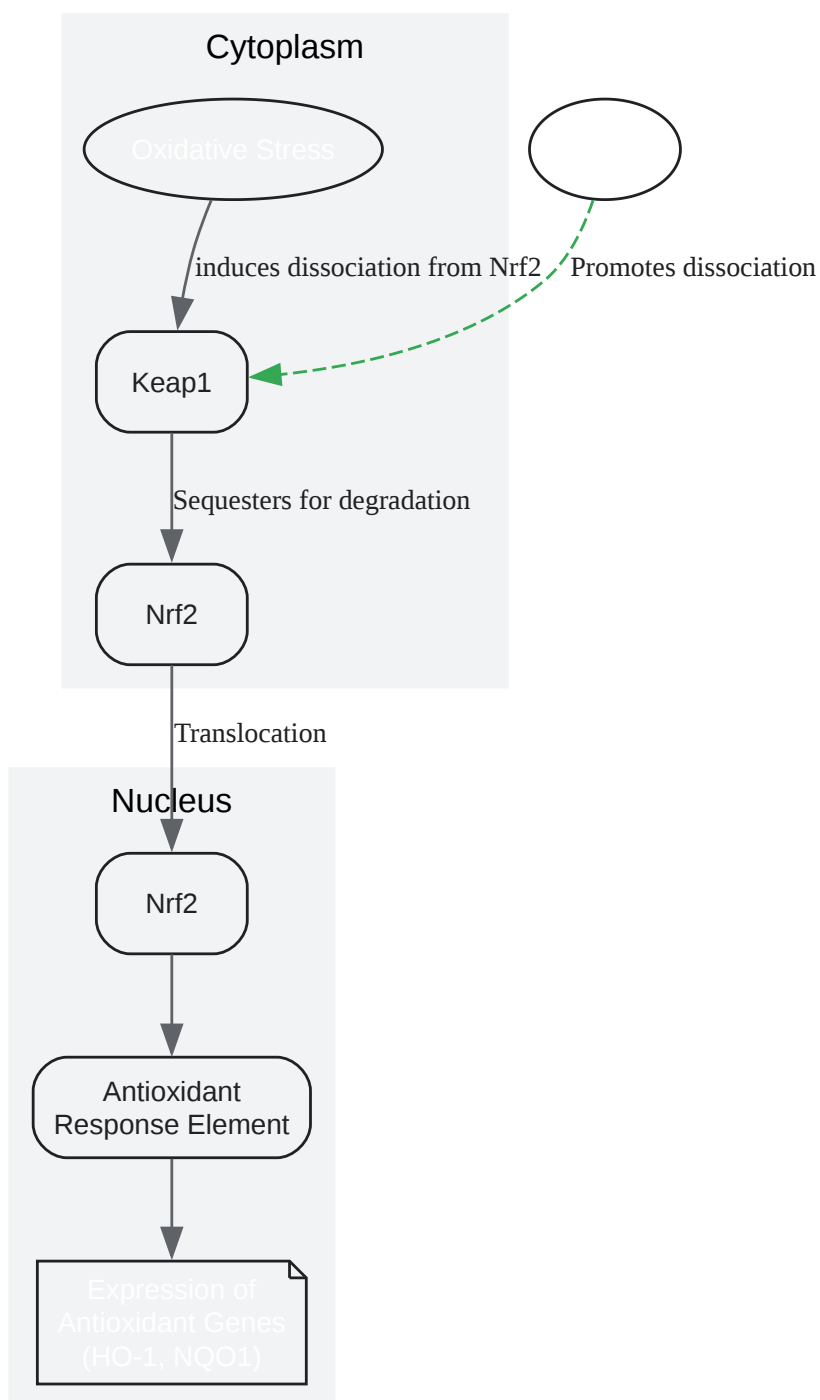 Cytoplasm
Oxidative Stress
induces dissociation from Nrf2
Promotes dissociation
Keap1
Sequesters for degradation
Nrf2
Translocation
Nucleus
Nrf2
Antioxidant
Response Element
Expression of
Antioxidant Genes
(HO-1, NQO1)